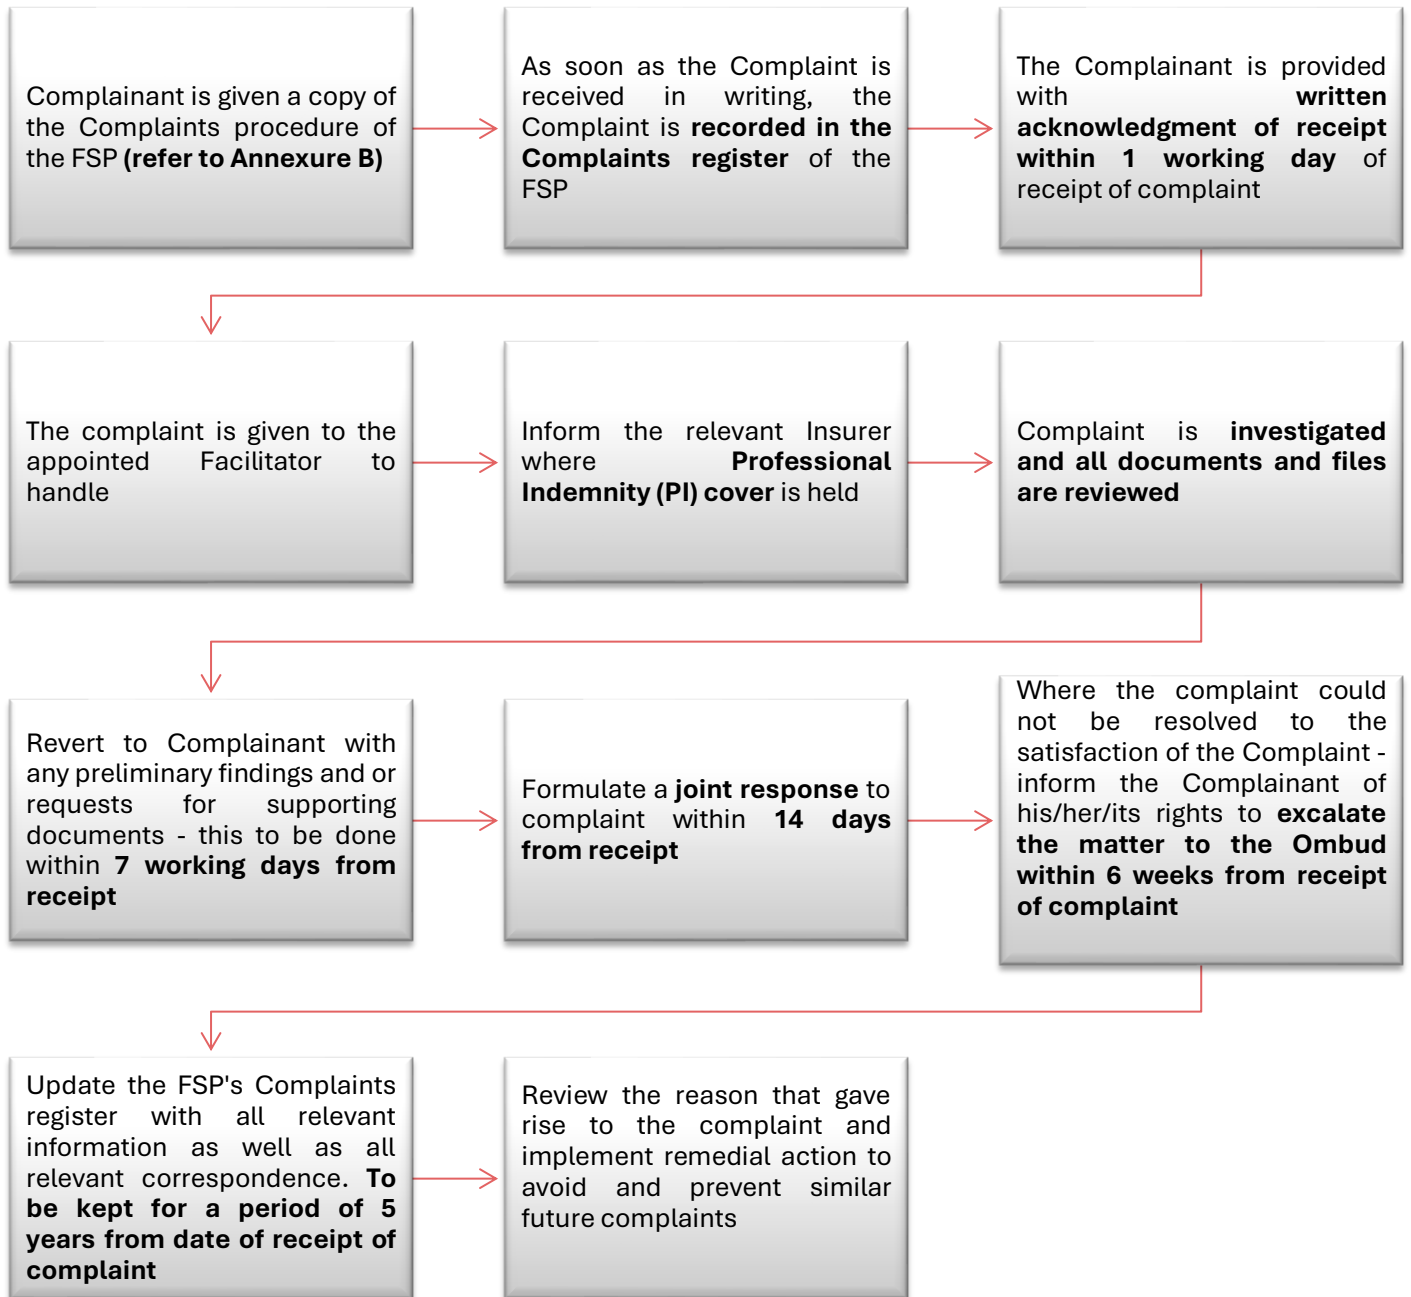 Complainant is given a copy of
the Complaints procedure of
the FSP (refer to Annexure B)
As soon as the Complaint is
received in writing, the
Complaint is recorded in the
Complaints register of the
FSP
The Complainant is provided
with written
acknowledgment of receipt
within 1 working day of
receipt of complaint
The complaint is given to the
appointed Facilitator to
handle
Inform the relevant Insurer
where Professional
Indemnity (PI) cover is held
Complaint is investigated
and all documents and files
are reviewed
Revert to Complainant with
any preliminary findings and or
requests for supporting
documents - this to be done
within 7 working days from
receipt
Formulate a joint response to
complaint within 14 days
from receipt
Where the complaint could
not be resolved to the
satisfaction of the Complaint -
inform the Complainant of
his/her/its rights to excalate
the matter to the Ombud
within 6 weeks from receipt
of complaint
Update the FSP's Complaints
register with all relevant
information as well as all
relevant correspondence. To
be kept for a period of 5
years from date of receipt of
complaint
Review the reason that gave
rise to the complaint and
implement remedial action to
avoid and prevent similar
future complaints